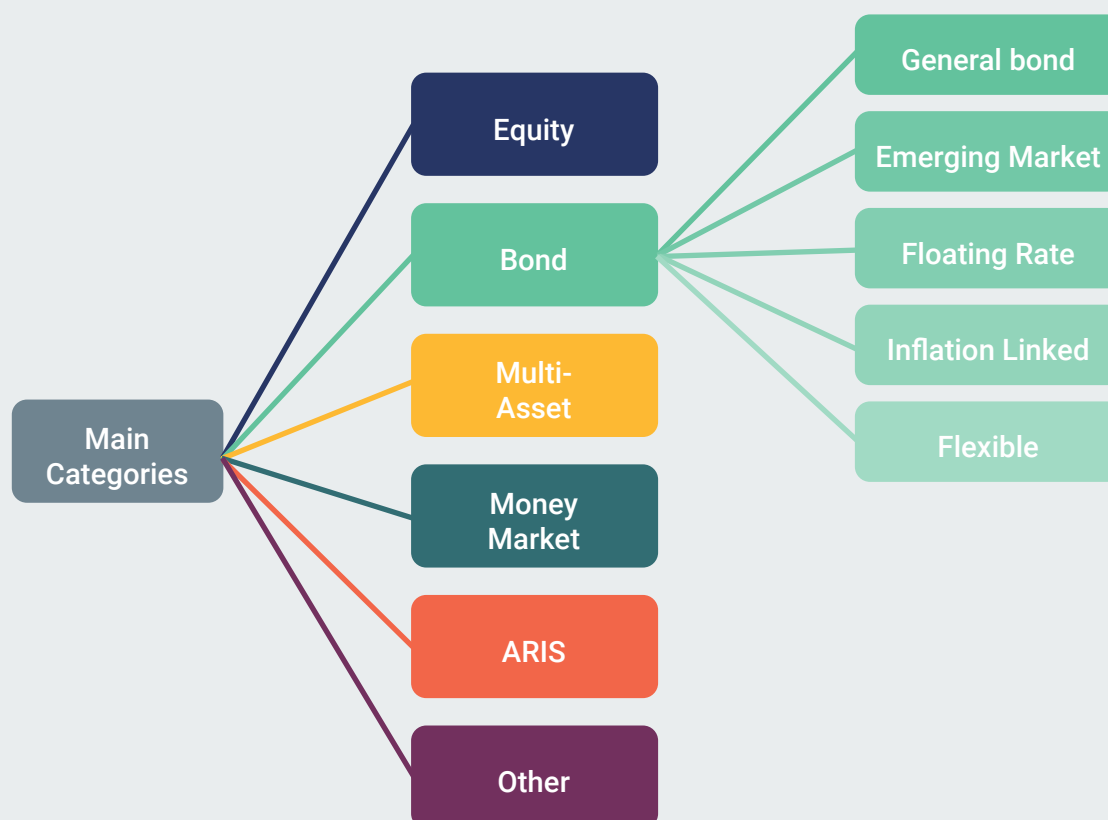 Main
Categories
Equity
Bond
Multi-
Asset
Money
Market
ARIS
Other
General bond
Emerging Market
Floating Rate
Inflation Linked
Flexible